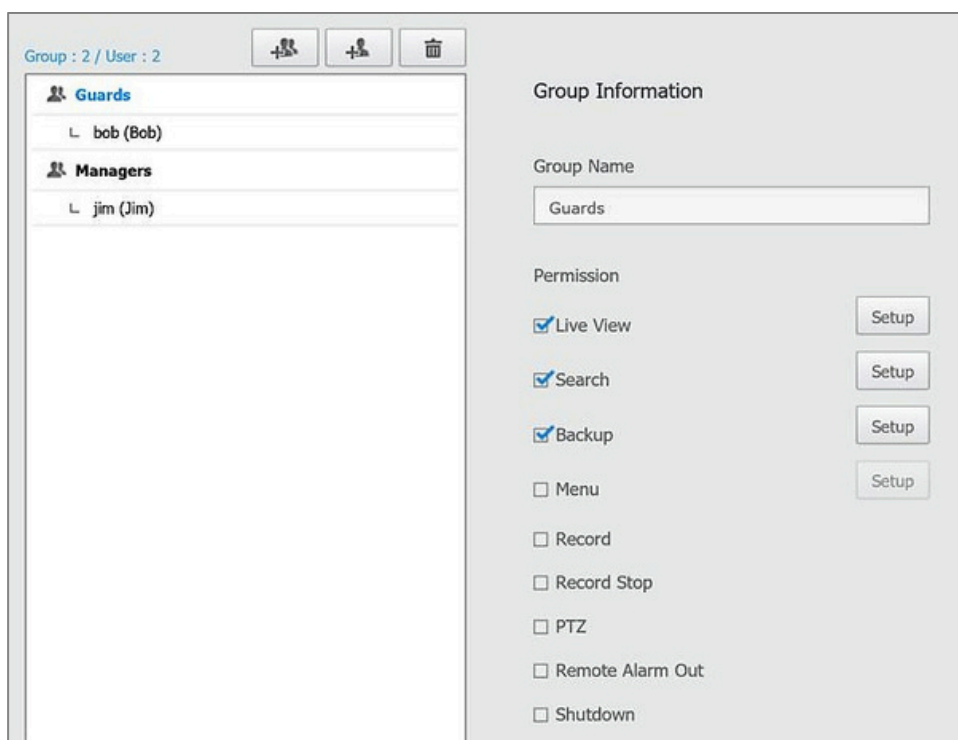 Group : 2 / User : 2
Guards
bob (Bob)
Managers
jim (Jim)
Group Information
Group Name
Guards
Permission
Live View Setup
Search Setup
Backup Setup
Menu Setup
Record
Record Stop
PTZ
Remote Alarm Out
Shutdown